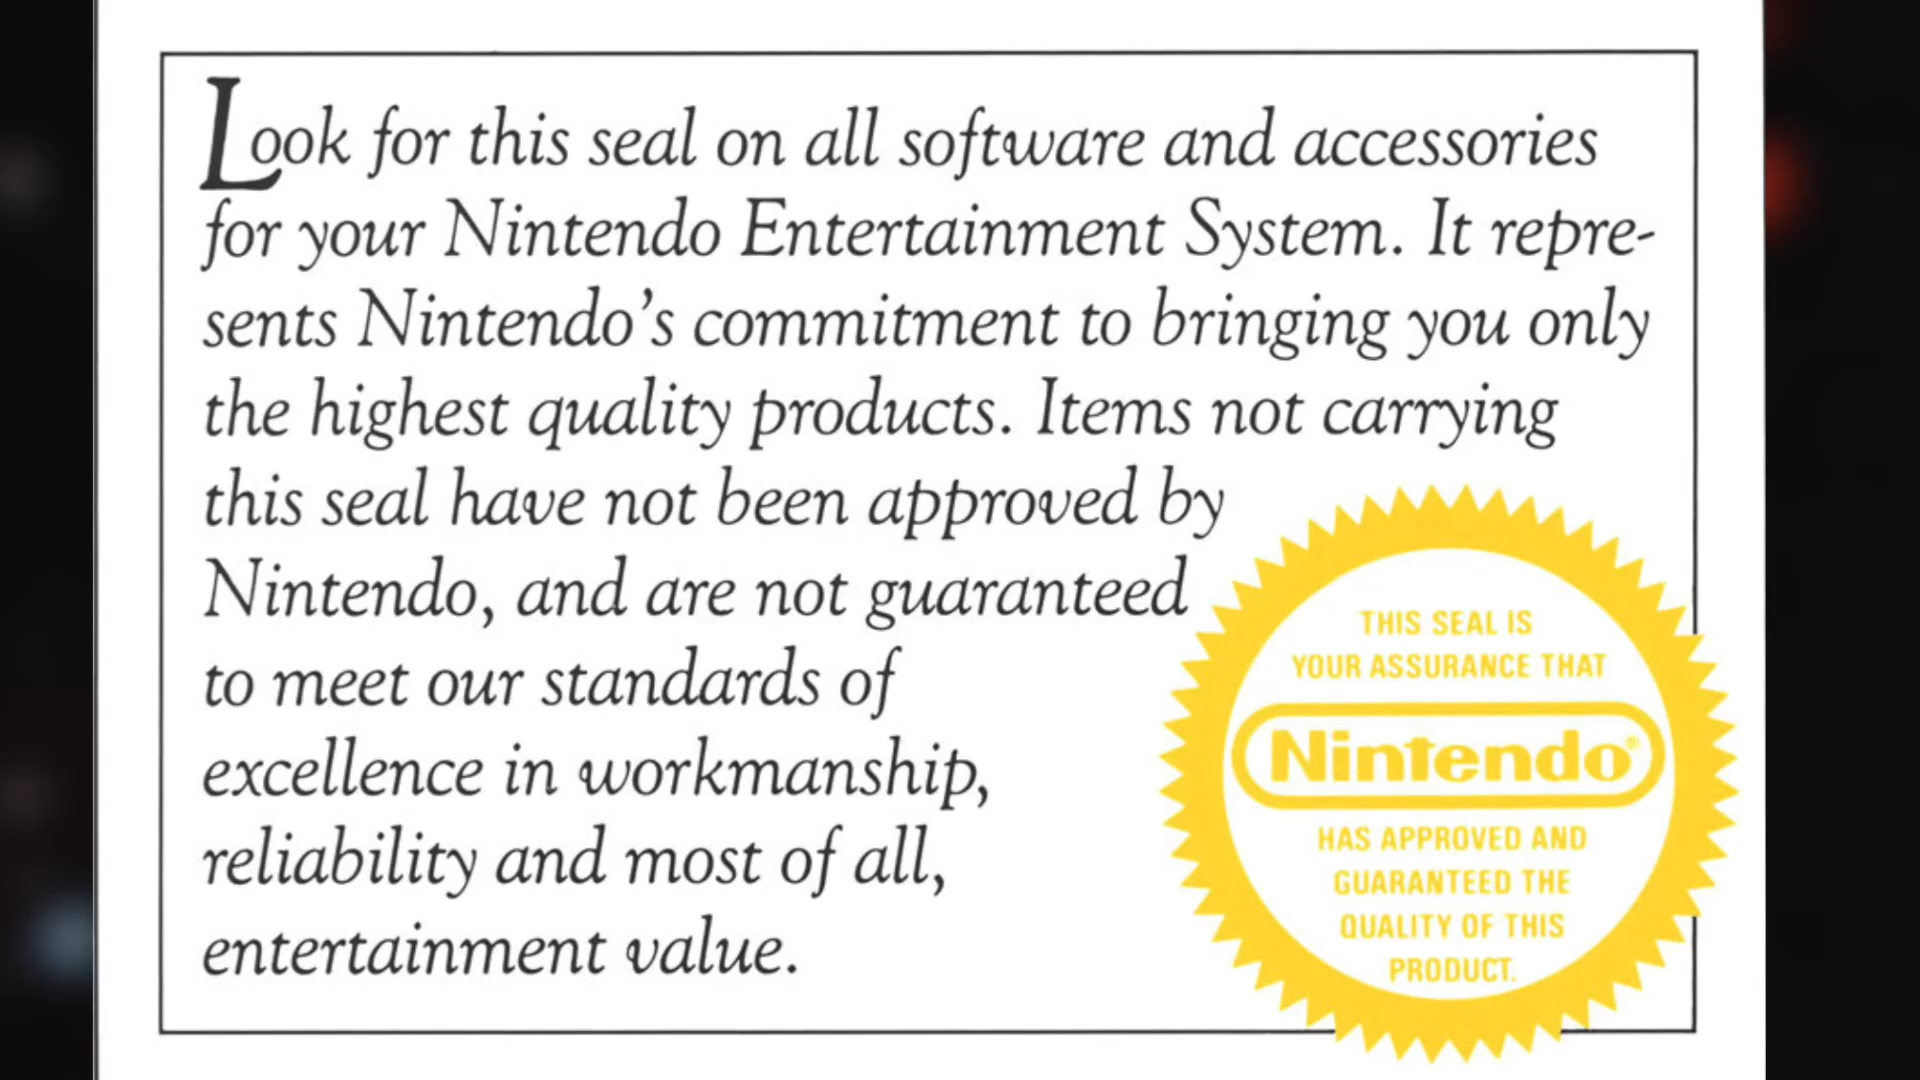 Look for this seal on all software and accessories
for your Nintendo Entertainment System. It repre-
sents Nintendo's commitment to bringing you only
the highest quality products. Items not carrying
this seal have not been approved by
Nintendo, and are not guaranteed
to meet our standards of
excellence in workmanship,
reliability and most of all,
entertainment value.
THIS SEAL IS
YOUR ASSURANCE THAT
Nintendo®
HAS APPROVED AND
GUARANTEED THE
QUALITY OF THIS
PRODUCT.